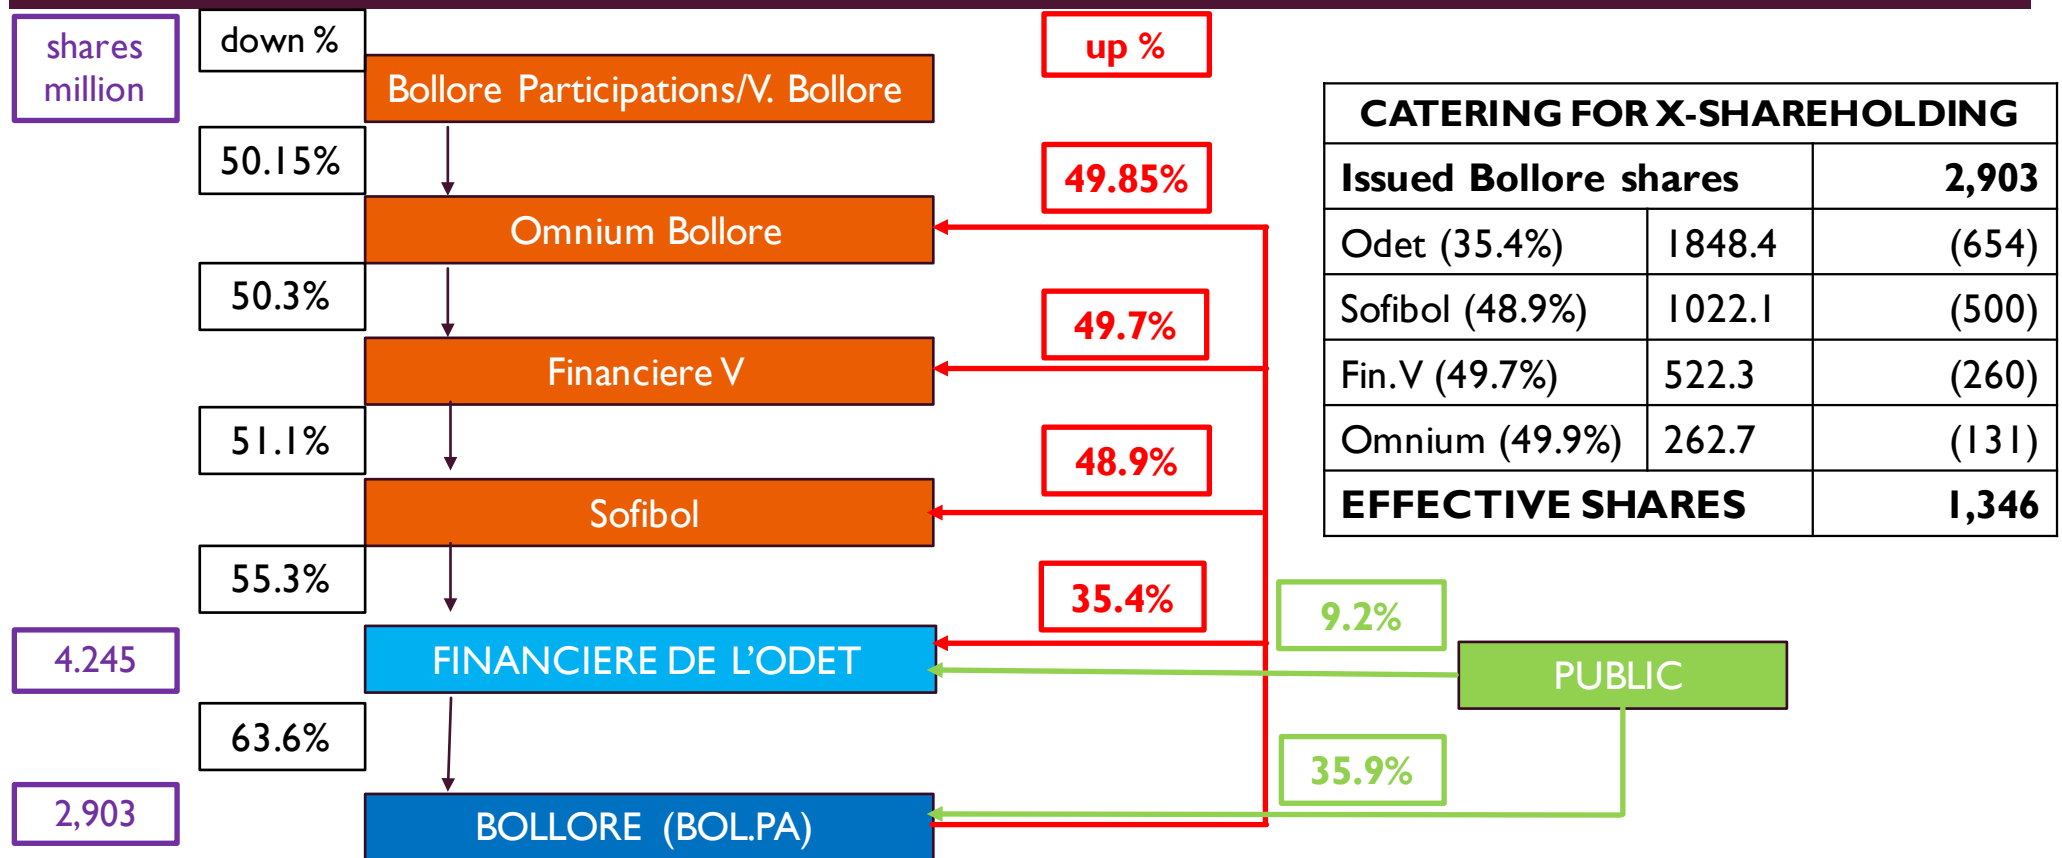 shares
million
down %
up %
Bollore Participations/V. Bollore
50.15%
49.85%
Omnium Bollore
50.3%
49.7%
Financiere V
51.1%
48.9%
Sofibol
55.3%
35.4%
9.2%
4.245
FINANCIERE DE L'ODET
PUBLIC
63.6%
35.9%
2,903
BOLLORE (BOL.PA)
CATERING FOR X-SHAREHOLDING
Issued Bollore shares 2,903
Odet (35.4%) 1848.4 (654)
Sofibol (48.9%) 1022.1 (500)
Fin.V (49.7%) 522.3 (260)
Omnium (49.9%) 262.7 (131)
EFFECTIVE SHARES 1,346